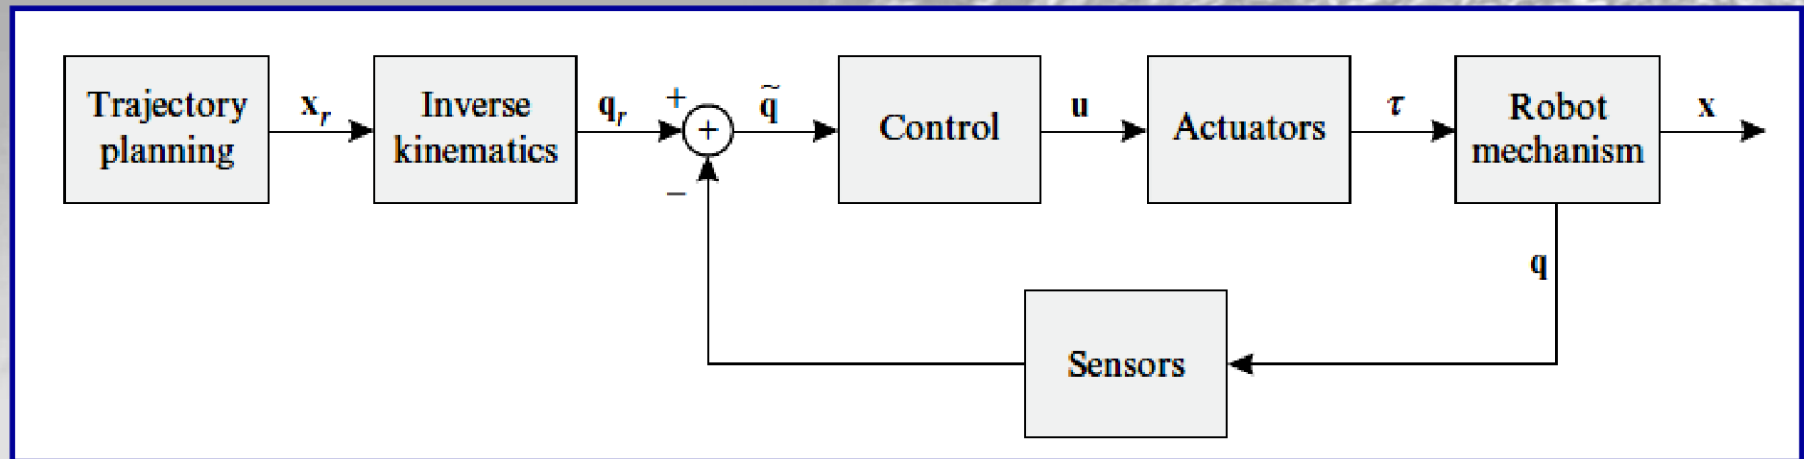 Trajectory
planning
x_r
Inverse
kinematics
q_r
+
+
−
q̃
Control
u
Actuators
τ
Robot
mechanism
x
q
Sensors